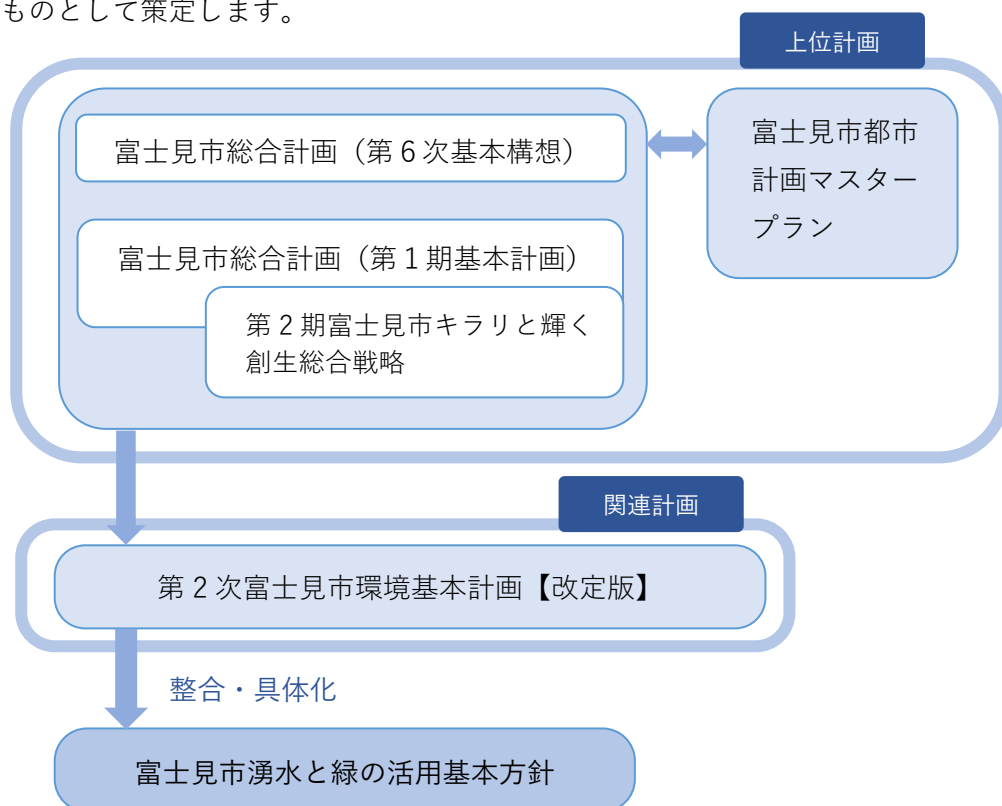 ものとして策定します。
上位計画
富士見市総合計画（第６次基本構想）
富士見市都市
計画マスター
プラン
富士見市総合計画（第１期基本計画）
第２期富士見市キラリと輝く
創生総合戦略
関連計画
第２次富士見市環境基本計画【改定版】
整合・具体化
富士見市湧水と緑の活用基本方針